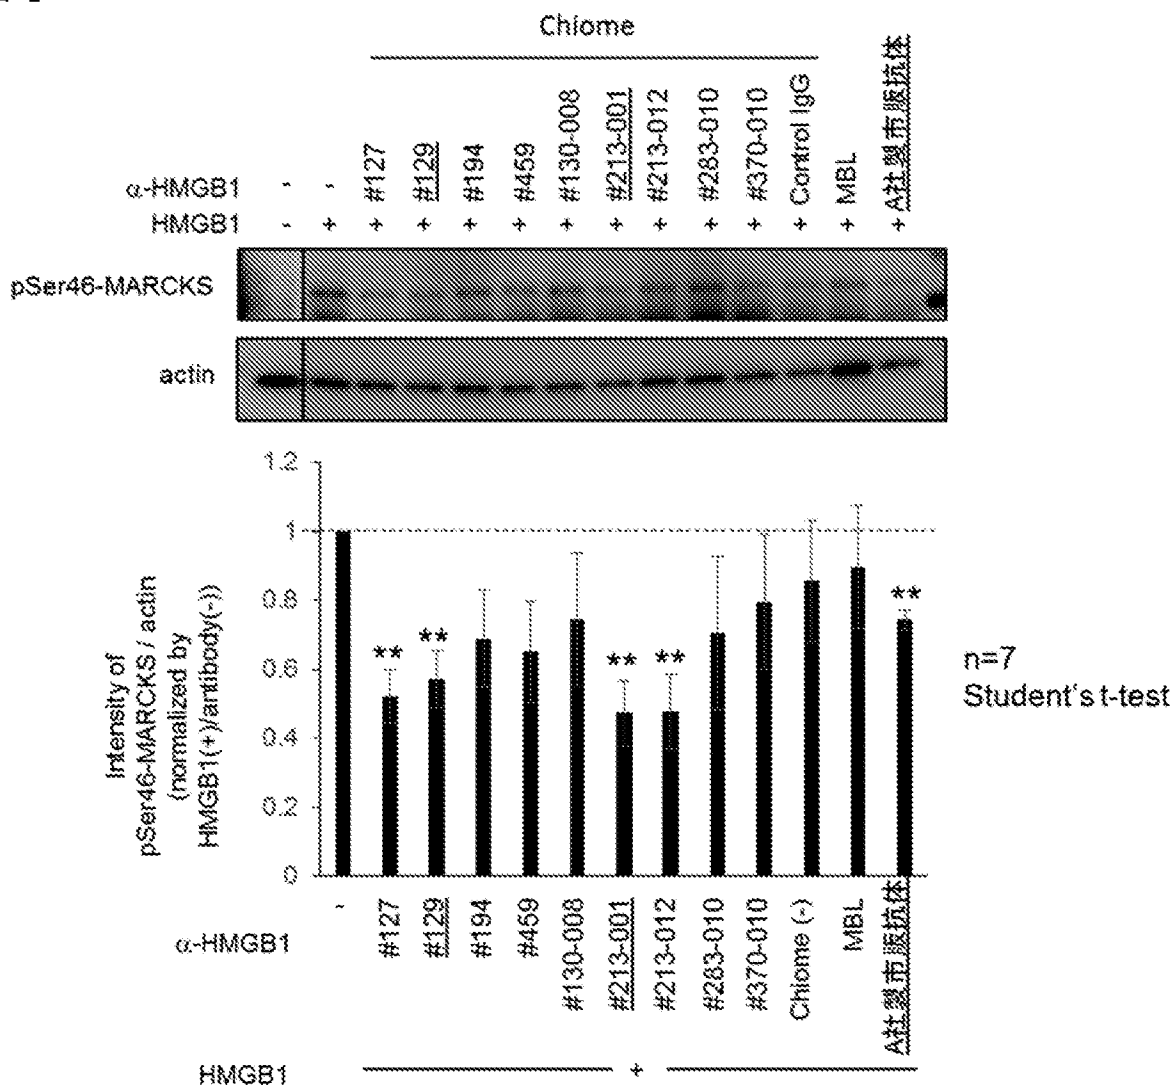 Chiome
α-HMGB1 - - #127 #129 #194 #459 #130-008 #213-001 #213-012 #283-010 #370-010 Control IgG MBL A社製市販抗体
HMGB1 - + + + + + + + + + + + + +
pSer46-MARCKS
actin
1.2
1
0.8
0.6
0.4
0.2
0
Intensity of
pSer46-MARCKS / actin
(normalized by
HMGB1(+)/antibody(-))
** ** ** ** **
n=7
Student's t-test
α-HMGB1 - #127 #129 #194 #459 #130-008 #213-001 #213-012 #283-010 #370-010 Chiome (-) MBL A社製市販抗体
HMGB1 +